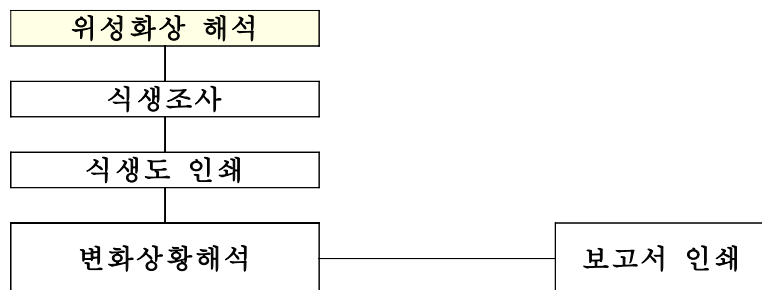 위성화상 해석
식생조사
식생도 인쇄
변화상황해석
보고서 인쇄